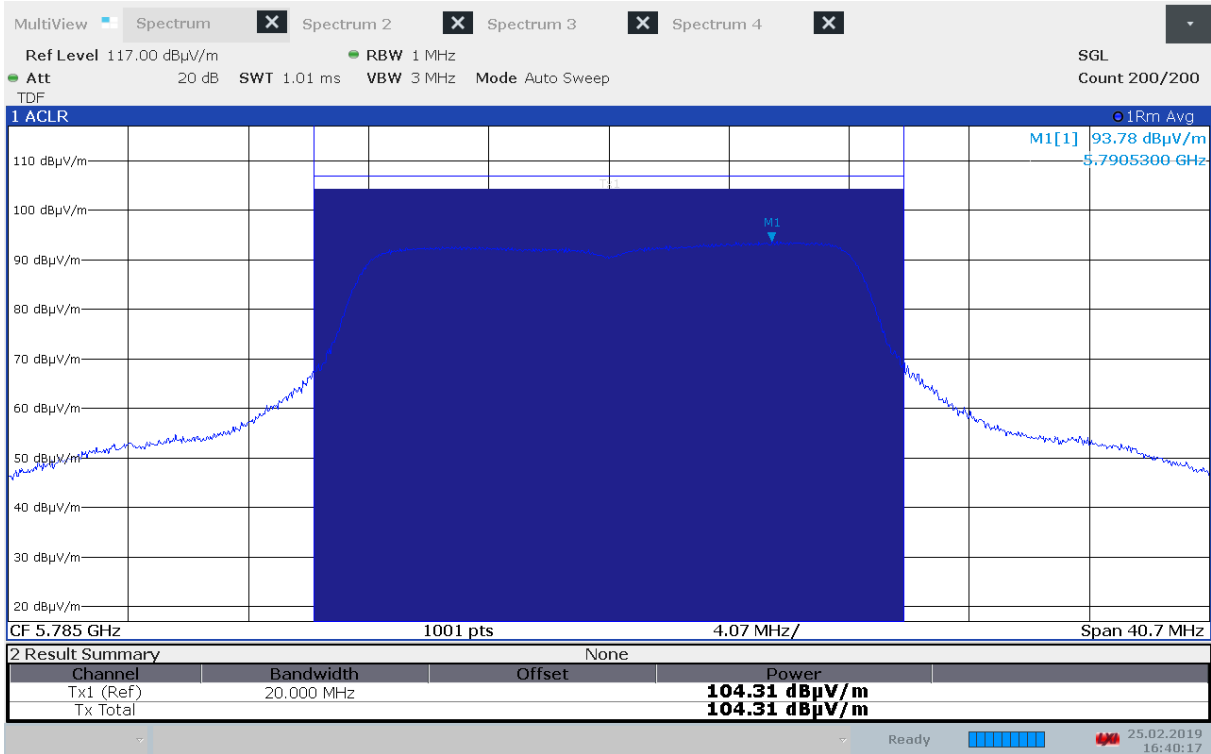 MultiView Spectrum Spectrum 2 Spectrum 3 Spectrum 4
Ref Level 117.00 dBµV/m RBW 1 MHz SGL
Att 20 dB SWT 1.01 ms VBW 3 MHz Mode Auto Sweep Count 200/200
TDF
1 ACLR 1Rm Avg
M1[1] 93.78 dBµV/m
5.7905300 GHz
110 dBµV/m
Tx1
100 dBµV/m
M1
90 dBµV/m
80 dBµV/m
70 dBµV/m
60 dBµV/m
50 dBµV/m
40 dBµV/m
30 dBµV/m
20 dBµV/m
CF 5.785 GHz 1001 pts 4.07 MHz/ Span 40.7 MHz
2 Result Summary None
Channel Bandwidth Offset Power
Tx1 (Ref) 20.000 MHz 104.31 dBµV/m
Tx Total 104.31 dBµV/m
Ready 25.02.2019
16:40:17